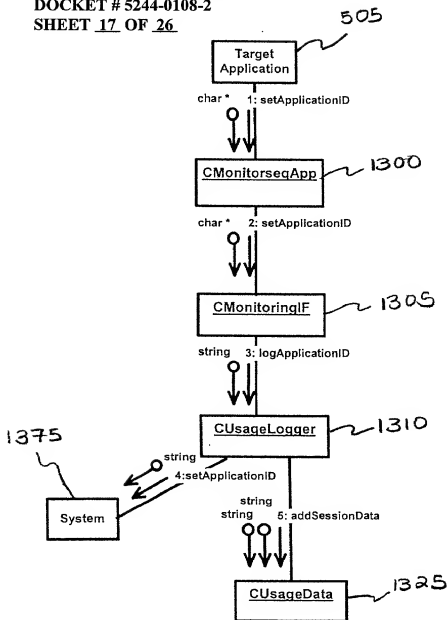 DOCKET # 5244-0108-2
SHEET 17 OF 26
505
Target
Application
char *
1: setApplicationID
CMonitorseqApp
1300
char *
2: setApplicationID
CMonitoringIF
1305
string
3: logApplicationID
CUsageLogger
1310
1375
string
4:setApplicationID
System
string
string
5: addSessionData
CUsageData
1325